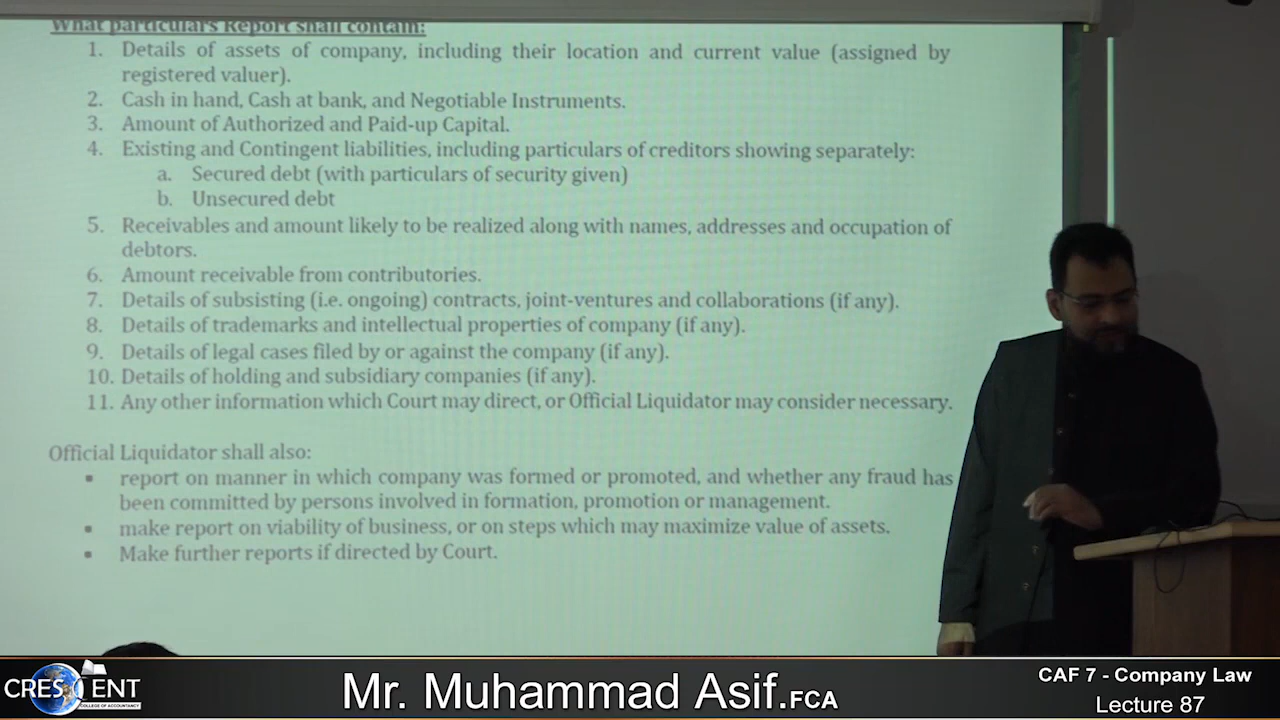 What particulars Report shall contain:
1. Details of assets of company, including their location and current value (assigned by
registered valuer).
2. Cash in hand, Cash at bank, and Negotiable Instruments.
3. Amount of Authorized and Paid-up Capital.
4. Existing and Contingent liabilities, including particulars of creditors showing separately:
a. Secured debt (with particulars of security given)
b. Unsecured debt
5. Receivables and amount likely to be realized along with names, addresses and occupation of
debtors.
6. Amount receivable from contributories.
7. Details of subsisting (i.e. ongoing) contracts, joint-ventures and collaborations (if any).
8. Details of trademarks and intellectual properties of company (if any).
9. Details of legal cases filed by or against the company (if any).
10. Details of holding and subsidiary companies (if any).
11. Any other information which Court may direct, or Official Liquidator may consider necessary.
Official Liquidator shall also:
▪ report on manner in which company was formed or promoted, and whether any fraud has
been committed by persons involved in formation, promotion or management.
▪ make report on viability of business, or on steps which may maximize value of assets.
▪ Make further reports if directed by Court.
CRESCENT
COLLEGE OF ACCOUNTANCY
Mr. Muhammad Asif.FCA
CAF 7 - Company Law
Lecture 87